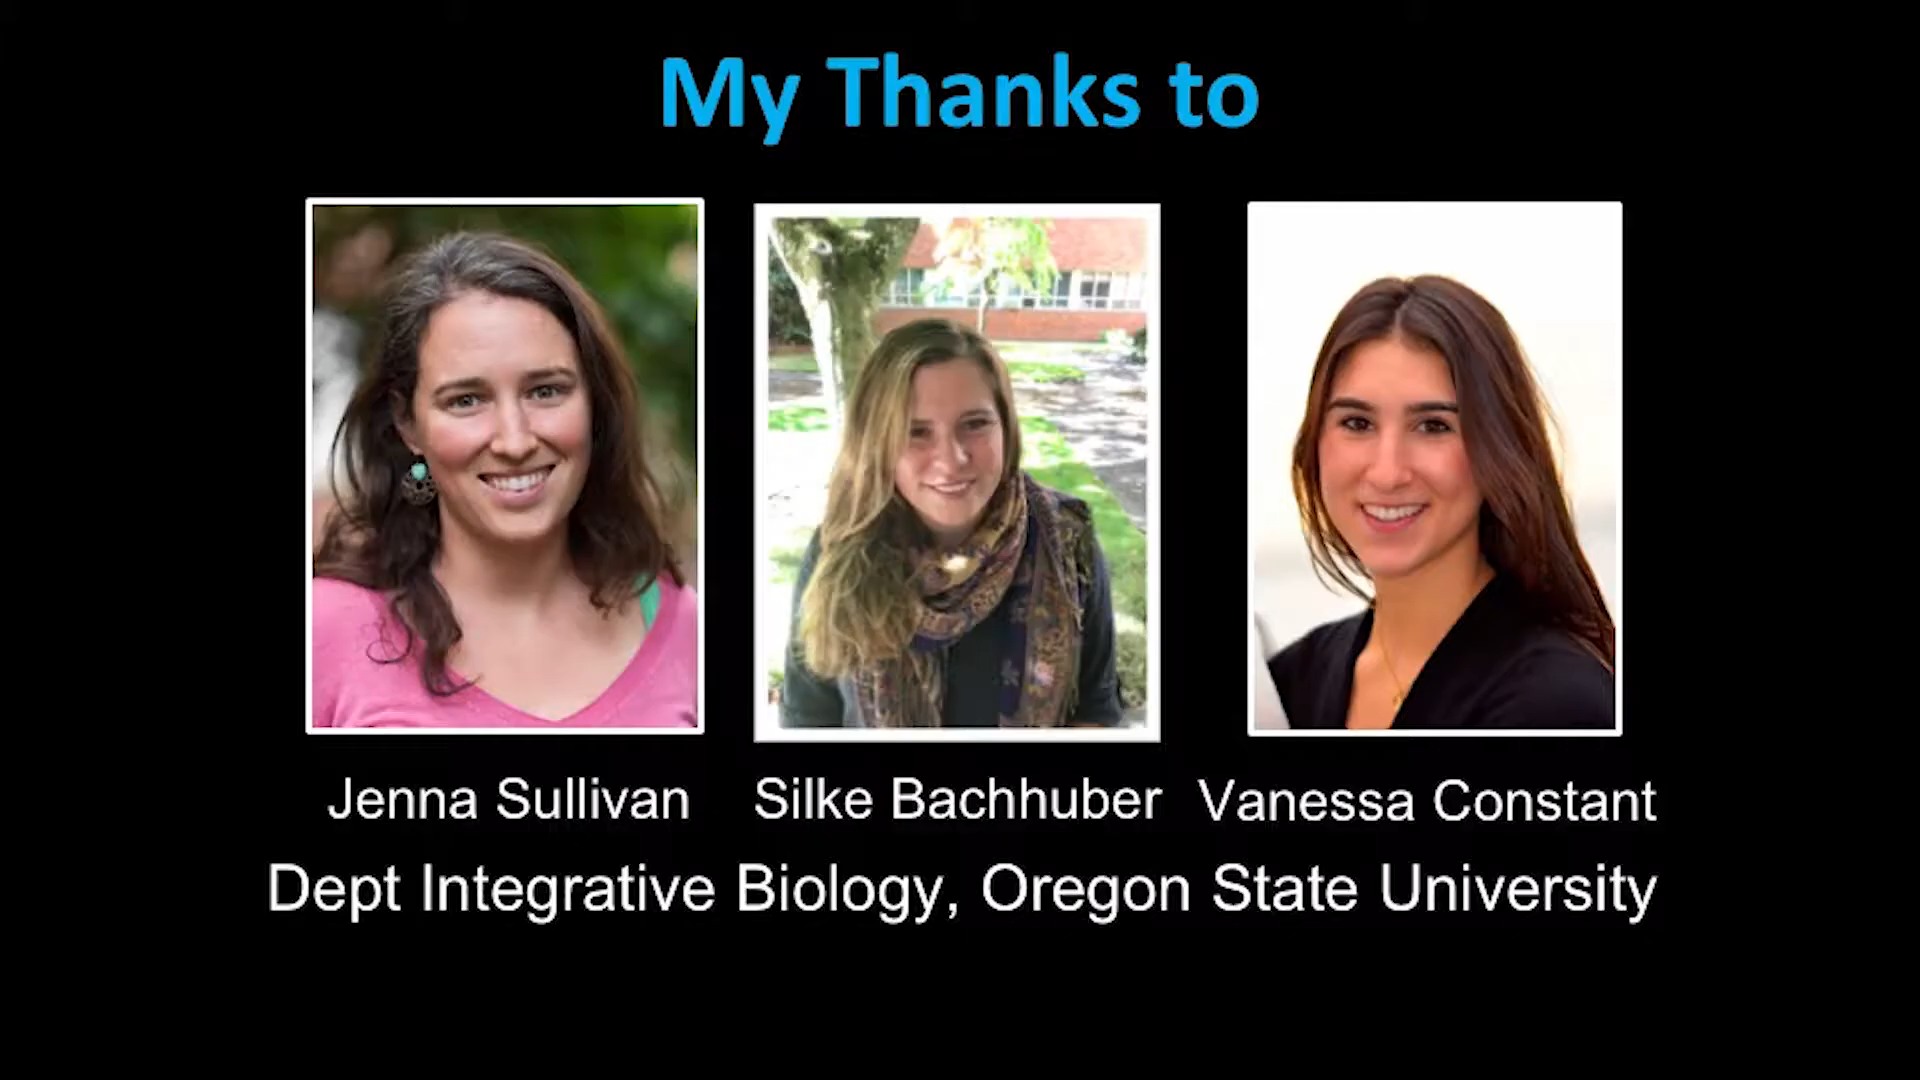 My Thanks to
Jenna Sullivan
Silke Bachhuber
Vanessa Constant
Dept Integrative Biology, Oregon State University